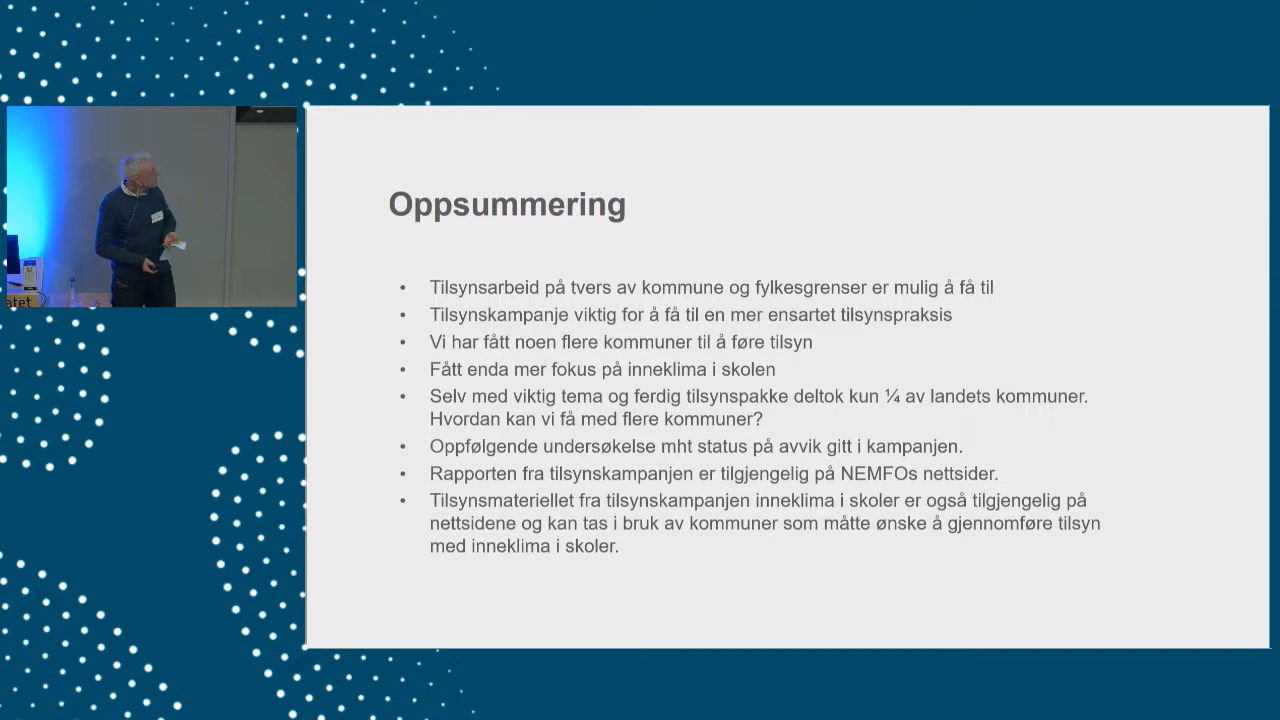 Oppsummering
• Tilsynsarbeid på tvers av kommune og fylkesgrenser er mulig å få til
• Tilsynskampanje viktig for å få til en mer ensartet tilsynspraksis
• Vi har fått noen flere kommuner til å føre tilsyn
• Fått enda mer fokus på inneklima i skolen
• Selv med viktig tema og ferdig tilsynspakke deltok kun ¼ av landets kommuner.
Hvordan kan vi få med flere kommuner?
• Oppfølgende undersøkelse mht status på avvik gitt i kampanjen.
• Rapporten fra tilsynskampanjen er tilgjengelig på NEMFOs nettsider.
• Tilsynsmateriellet fra tilsynskampanjen inneklima i skoler er også tilgjengelig på
nettsidene og kan tas i bruk av kommuner som måtte ønske å gjennomføre tilsyn
med inneklima i skoler.
atet